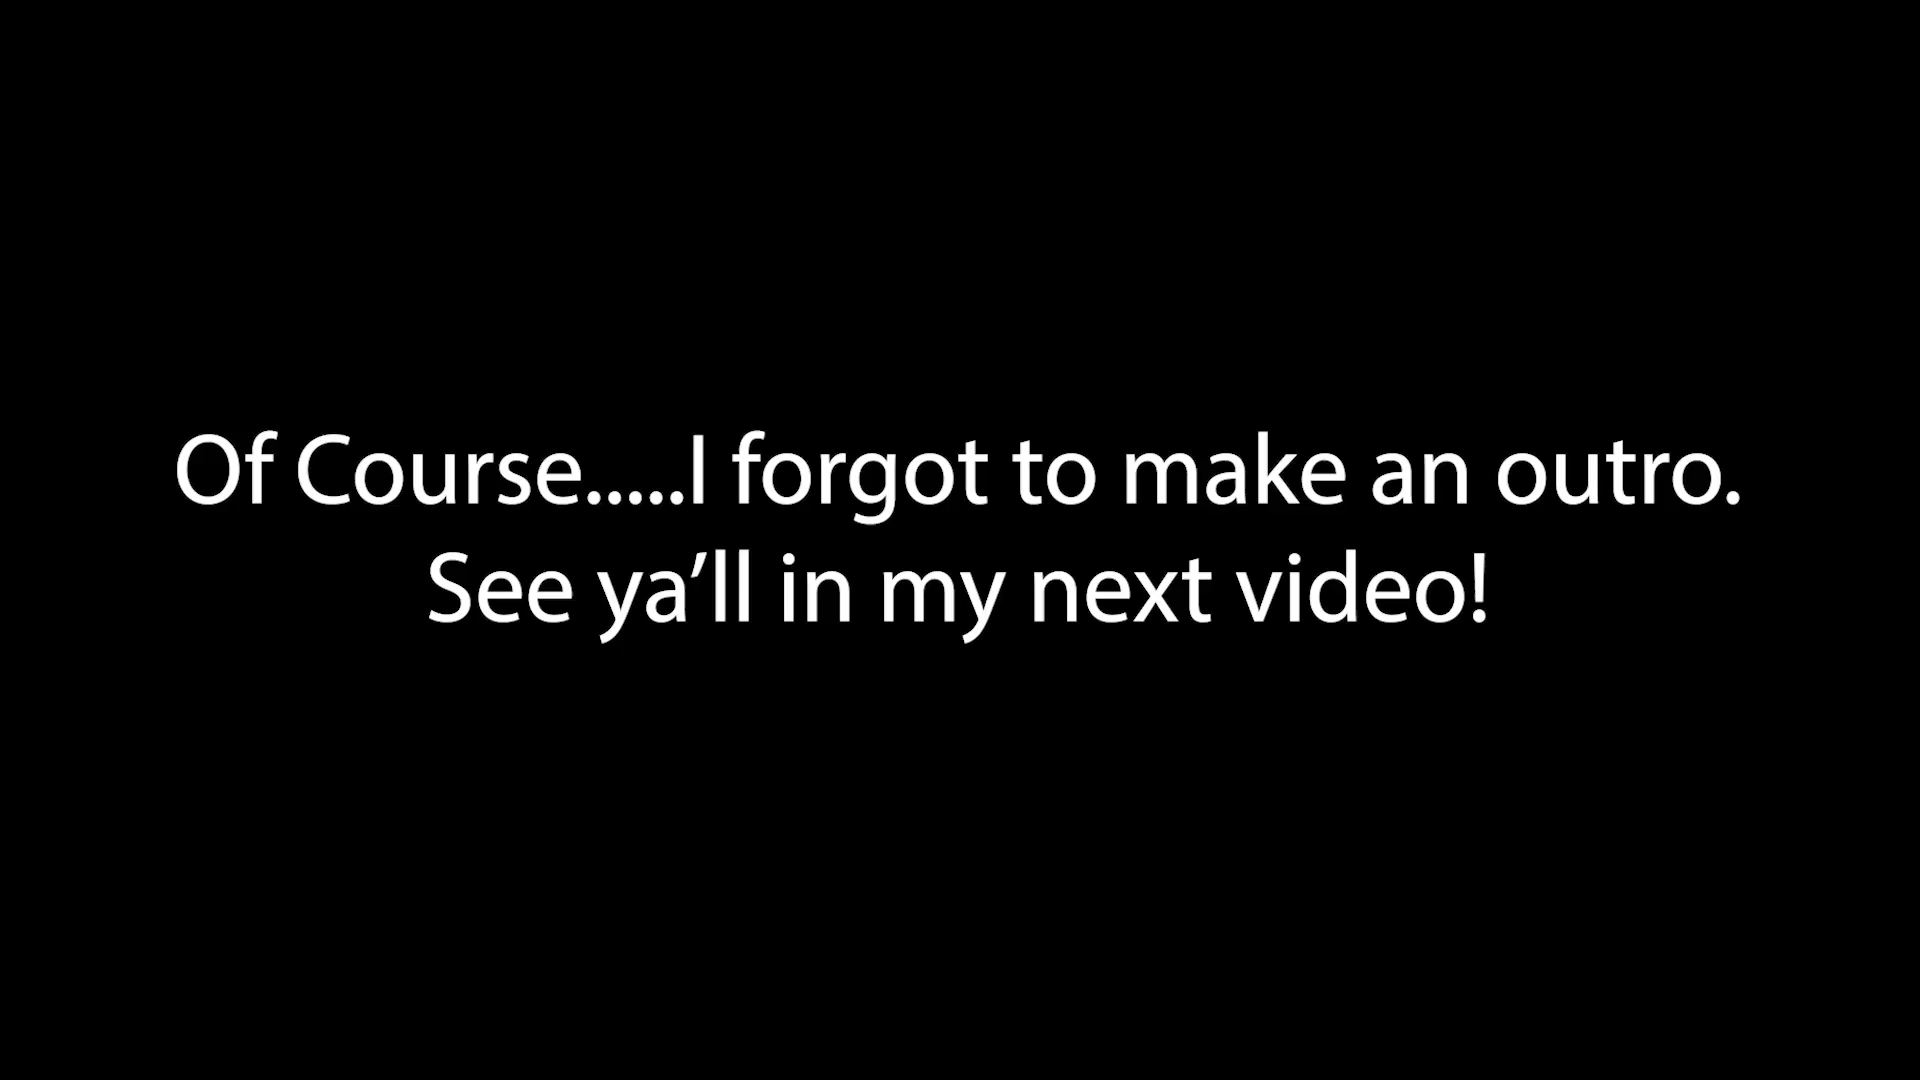 Of Course.....I forgot to make an outro.
See ya’ll in my next video!